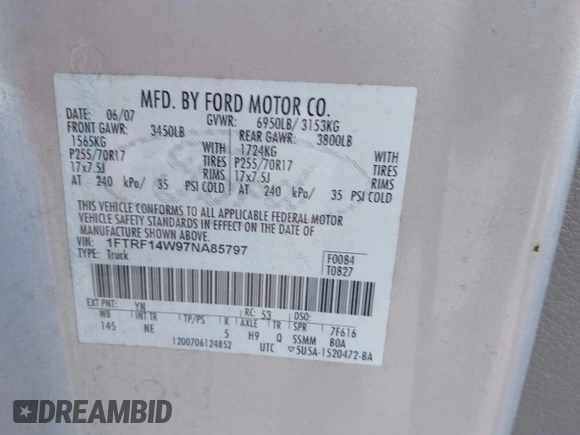 MFD. BY FORD MOTOR CO.
DATE: 06/07 GVWR: 6950LB/ 3153KG
FRONT GAWR: 3450LB REAR GAWR: 3800LB
1565KG WITH 1724KG WITH
P255/70R17 TIRES P255/70R17 TIRES
17x7.5J RIMS 17x7.5J RIMS
AT 240 kPa/ 35 PSI COLD AT 240 kPa/ 35 PSI COLD
THIS VEHICLE CONFORMS TO ALL APPLICABLE FEDERAL MOTOR
VEHICLE SAFETY STANDARDS IN EFFECT ON THE DATE OF
MANUFACTURE SHOWN ABOVE.
VIN: 1FTRF14W97NA85797 F0084
TYPE: Truck T0827
EXT PNT: YN RC: 53 DSO:
WB INT TR TP/PS R AXLE TR SPR 7F616
145 NE 5 H9 Q SSMM BOA
1200706124852 UTC 5U5A-1520472-BA
DREAMBID